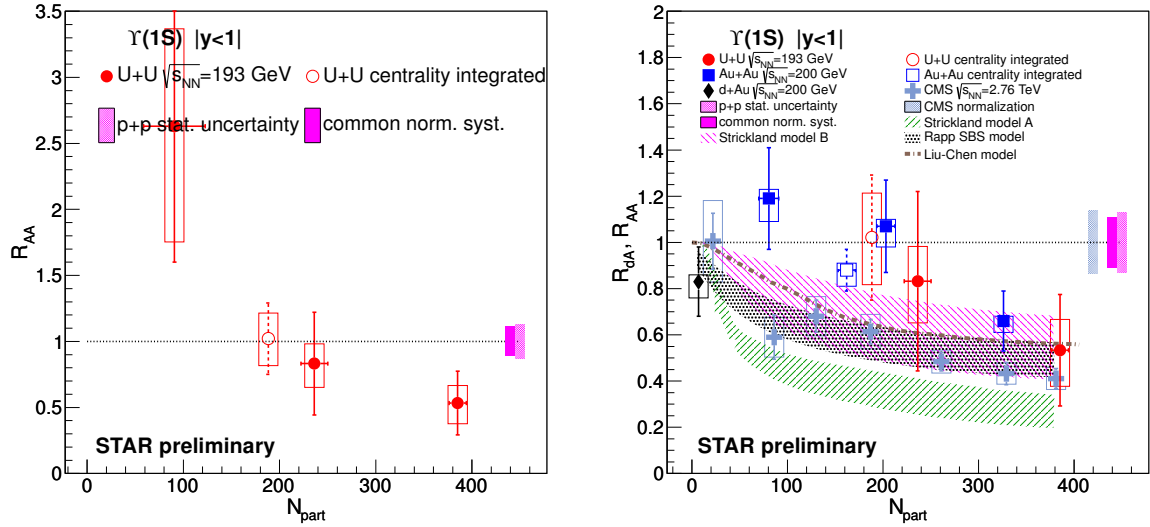 ϒ(1S) |y<1|
U+U √sNN=193 GeV
U+U centrality integrated
p+p stat. uncertainty
common norm. syst.
STAR preliminary
RAA
0
0.5
1
1.5
2
2.5
3
3.5
0 100 200 300 400
Npart
ϒ(1S) |y<1|
U+U √sNN=193 GeV
Au+Au √sNN=200 GeV
d+Au √sNN=200 GeV
p+p stat. uncertainty
common norm. syst.
Strickland model B
U+U centrality integrated
Au+Au centrality integrated
CMS √sNN=2.76 TeV
CMS normalization
Strickland model A
Rapp SBS model
Liu-Chen model
STAR preliminary
RdA, RAA
0
0.2
0.4
0.6
0.8
1
1.2
1.4
1.6
1.8
2
0 100 200 300 400
Npart